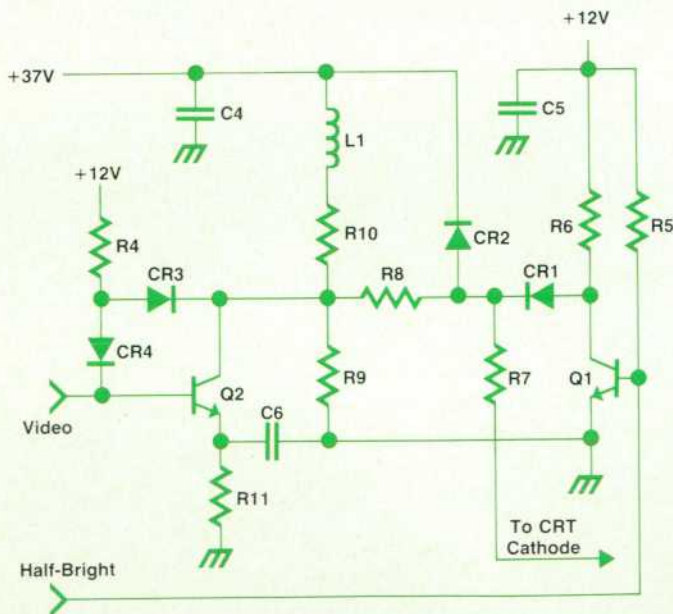 +12V
+37V
C4
C5
L1
+12V
R4
R10
CR2
R6
R5
CR3
R8
CR1
CR4
R9
R7
Q1
Q2
C6
Video
R11
To CRT
Cathode
Half-Bright